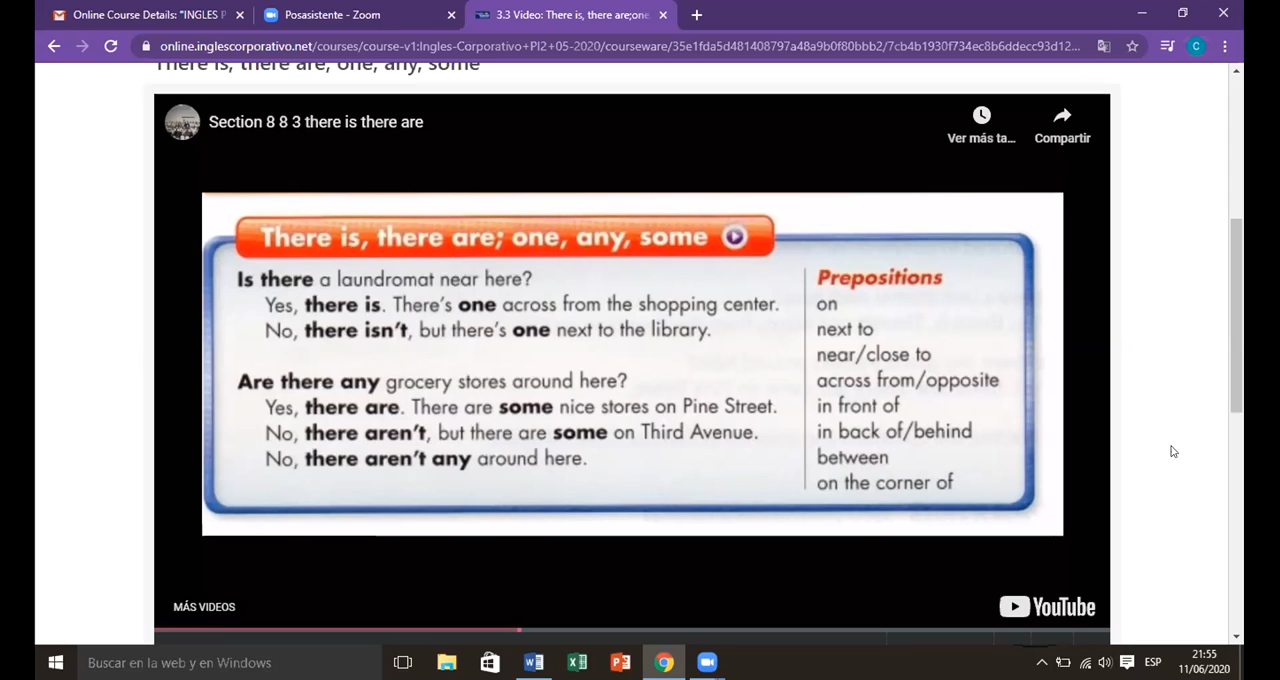 Online Course Details: "INGLES P
Posasistente - Zoom
3.3 Video: There is, there are;one,
online.inglescorporativo.net/courses/course-v1:Ingles-Corporativo+PI2+05-2020/courseware/35e1fda5d481408797a48a9b0f80bbb2/7cb4b1930f734ec8b6ddecc93d12...
There is, there are, one, any, some
Section 8 8 3 there is there are
Ver más ta...
Compartir
There is, there are; one, any, some
Is there a laundromat near here?
Yes, there is. There's one across from the shopping center.
No, there isn't, but there's one next to the library.
Are there any grocery stores around here?
Yes, there are. There are some nice stores on Pine Street.
No, there aren't, but there are some on Third Avenue.
No, there aren't any around here.
Prepositions
on
next to
near/close to
across from/opposite
in front of
in back of/behind
between
on the corner of
MÁS VIDEOS
YouTube
Buscar en la web y en Windows
ESP
21:55
11/06/2020